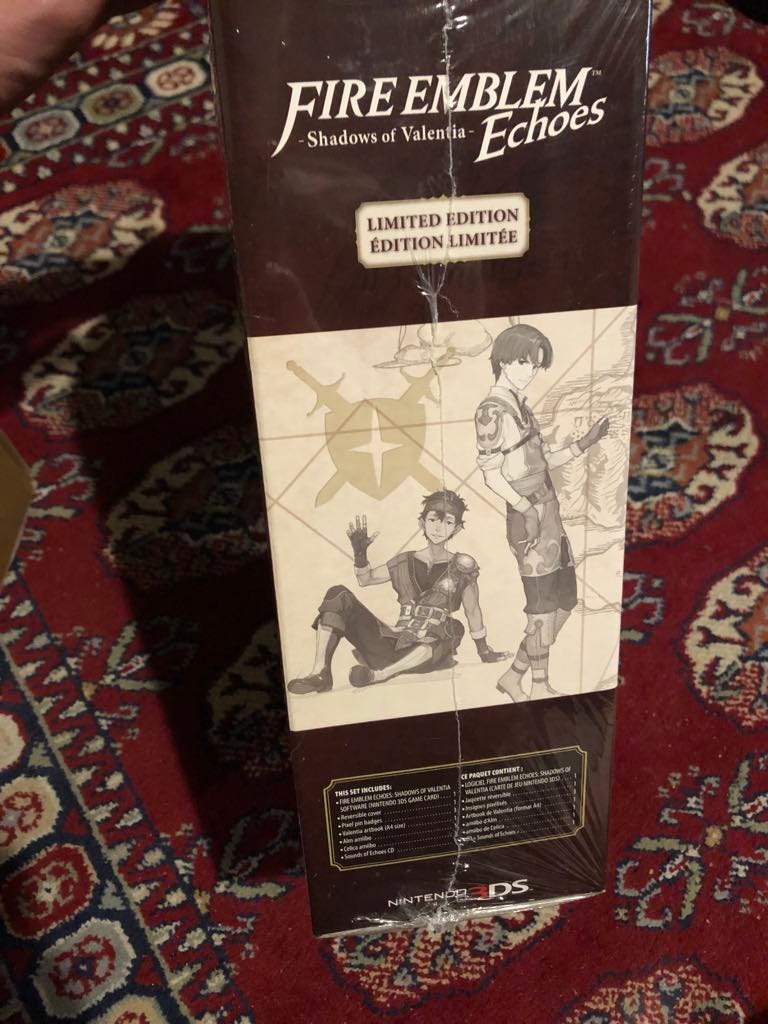 FIRE EMBLEM™
- Shadows of Valentia - Echoes
LIMITED EDITION
ÉDITION LIMITÉE
THIS SET INCLUDES:
• FIRE EMBLEM ECHOES: SHADOWS OF VALENTIA
SOFTWARE (NINTENDO 3DS GAME CARD)
• Reversible cover
• Pixel pin badges
• Valentia artbook (A4 size)
• Alm amiibo
• Celica amiibo
• Sounds of Echoes CD
CE PAQUET CONTIENT :
• LOGICIEL FIRE EMBLEM ECHOES: SHADOWS OF
VALENTIA (CARTE DE JEU NINTENDO 3DS)
• Jaquette réversible
• Insignes pixélisés
• Artbook de Valentia (format A4)
• amiibo d'Alm
amiibo de Celica
Sounds of Echoes
NINTENDO 3DS